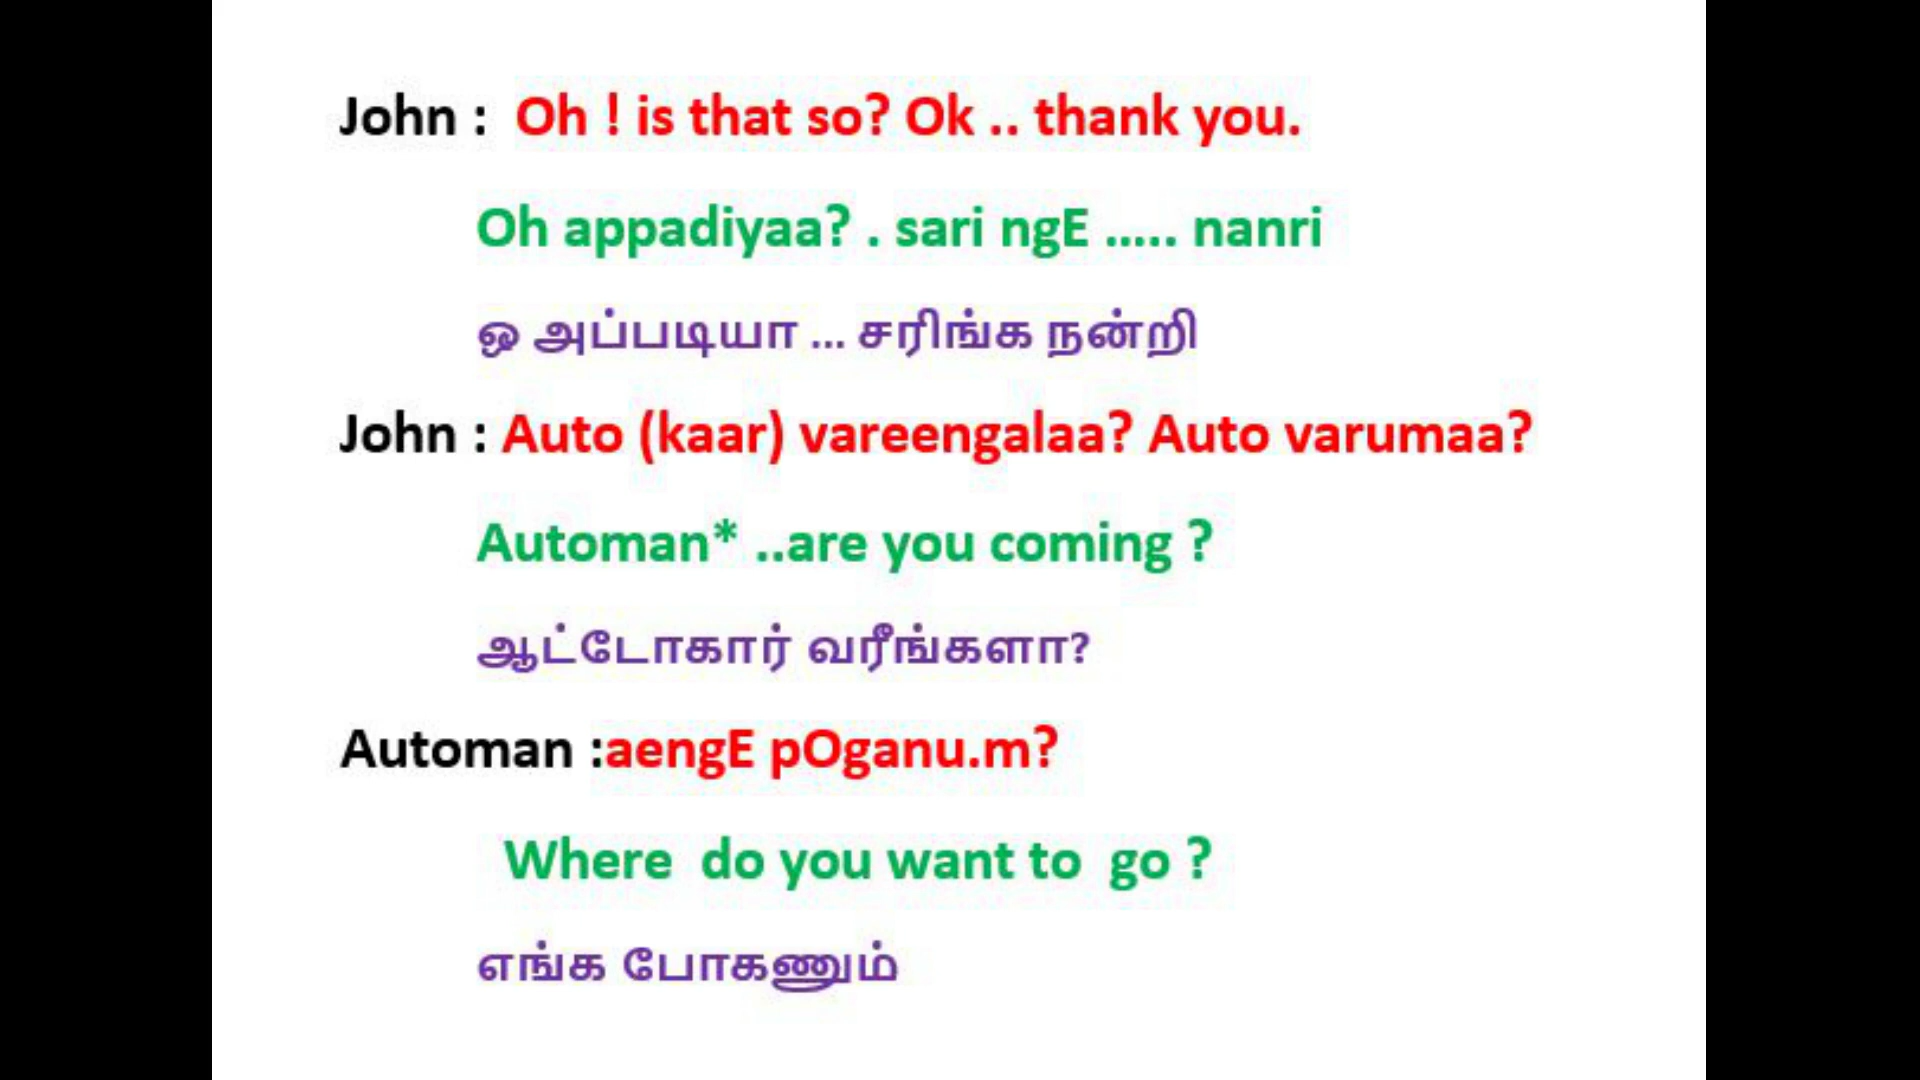 John : Oh ! is that so? Ok .. thank you.
Oh appadiyaa? . sari ngE ..... nanri
ஒ அப்படியா ... சரிங்க நன்றி
John : Auto (kaar) vareengalaa? Auto varumaa?
Automan* ..are you coming ?
ஆட்டோகார் வரீங்களா?
Automan :aengE pOganu.m?
Where do you want to go ?
எங்க போகணும்